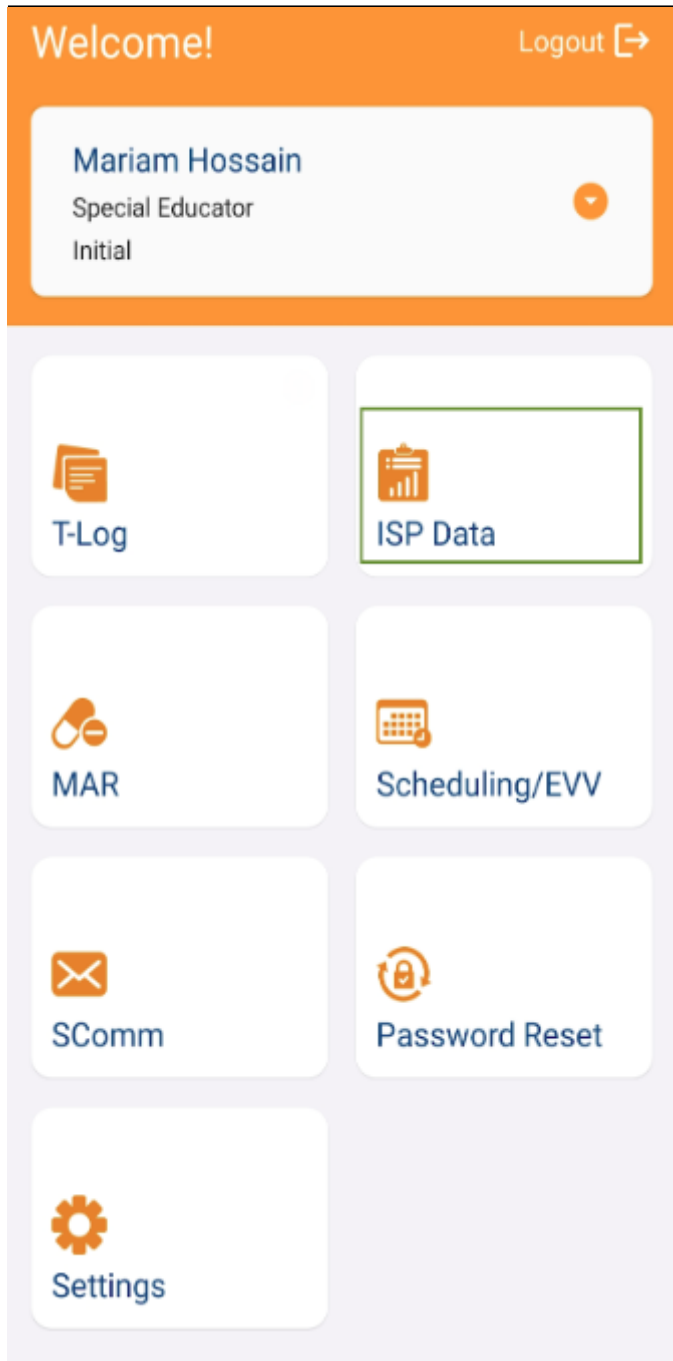 Welcome!
Logout
Mariam Hossain
Special Educator
Initial
T-Log
ISP Data
MAR
Scheduling/EVV
SComm
Password Reset
Settings